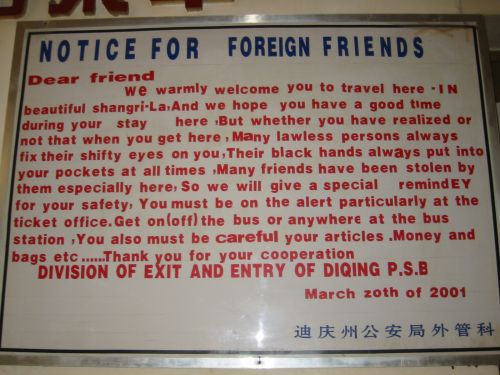 NOTICE FOR FOREIGN FRIENDS
Dear friend
we warmly welcome you to travel here . IN
beautiful shangri-La,And we hope you have a good time
during your stay here ,But whether you have realized or
not that when you get here , Many lawless persons always
fix their shifty eyes on you,Their black hands always put into
your pockets at all times ,Many friends have been stolen by
them especially here, So we will give a special remindEY
for your safety, You must be on the alert particularly at the
ticket office. Get on(off) the bus or anywhere at the bus
station ,You also must be careful your articles .Money and
bags etc ......Thank you for your cooperation
DIVISION OF EXIT AND ENTRY OF DIQING P.S.B
March zoth of 2001
迪庆州公安局外管科